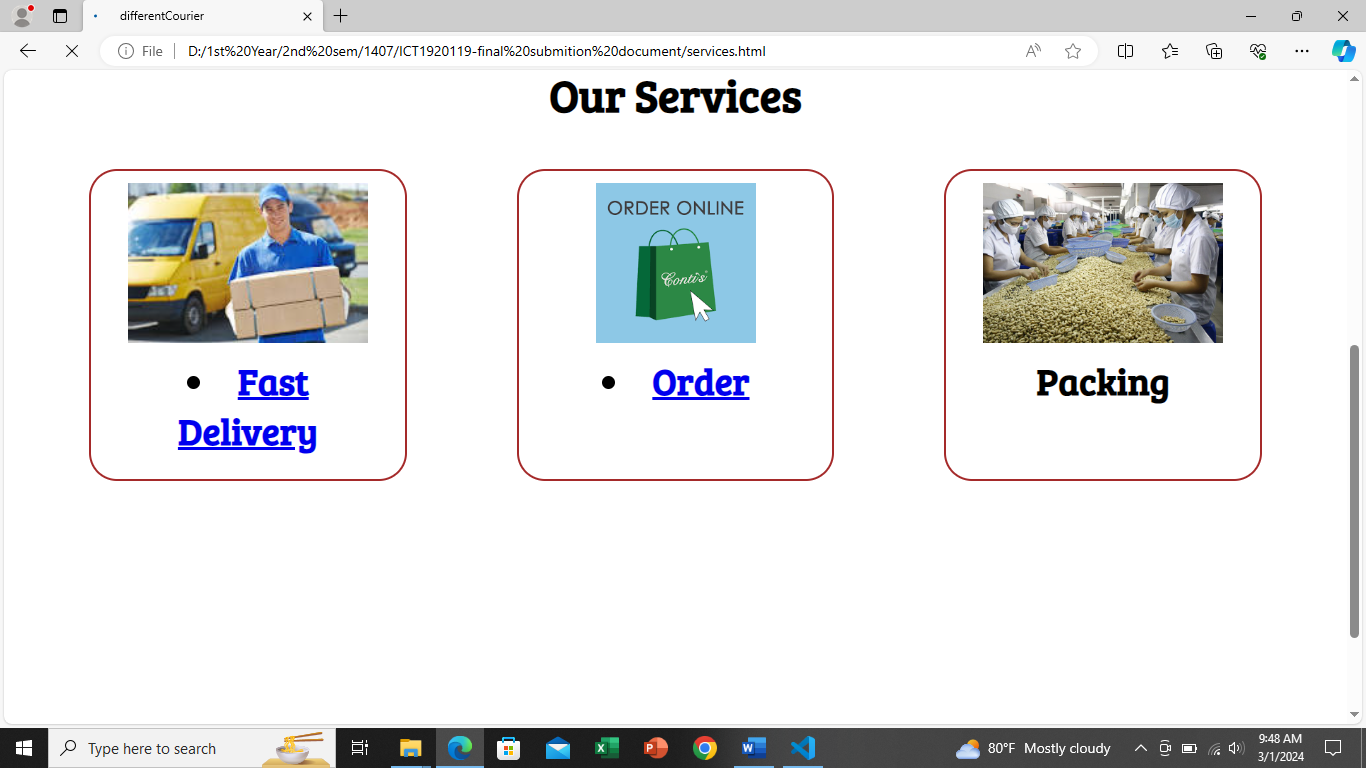 differentCourier
File
D:/1st%20Year/2nd%20sem/1407/ICT1920119-final%20submition%20document/services.html
Our Services
ORDER ONLINE
Conti's
Fast
Delivery
Order
Packing
Type here to search
80°F Mostly cloudy
9:48 AM
3/1/2024